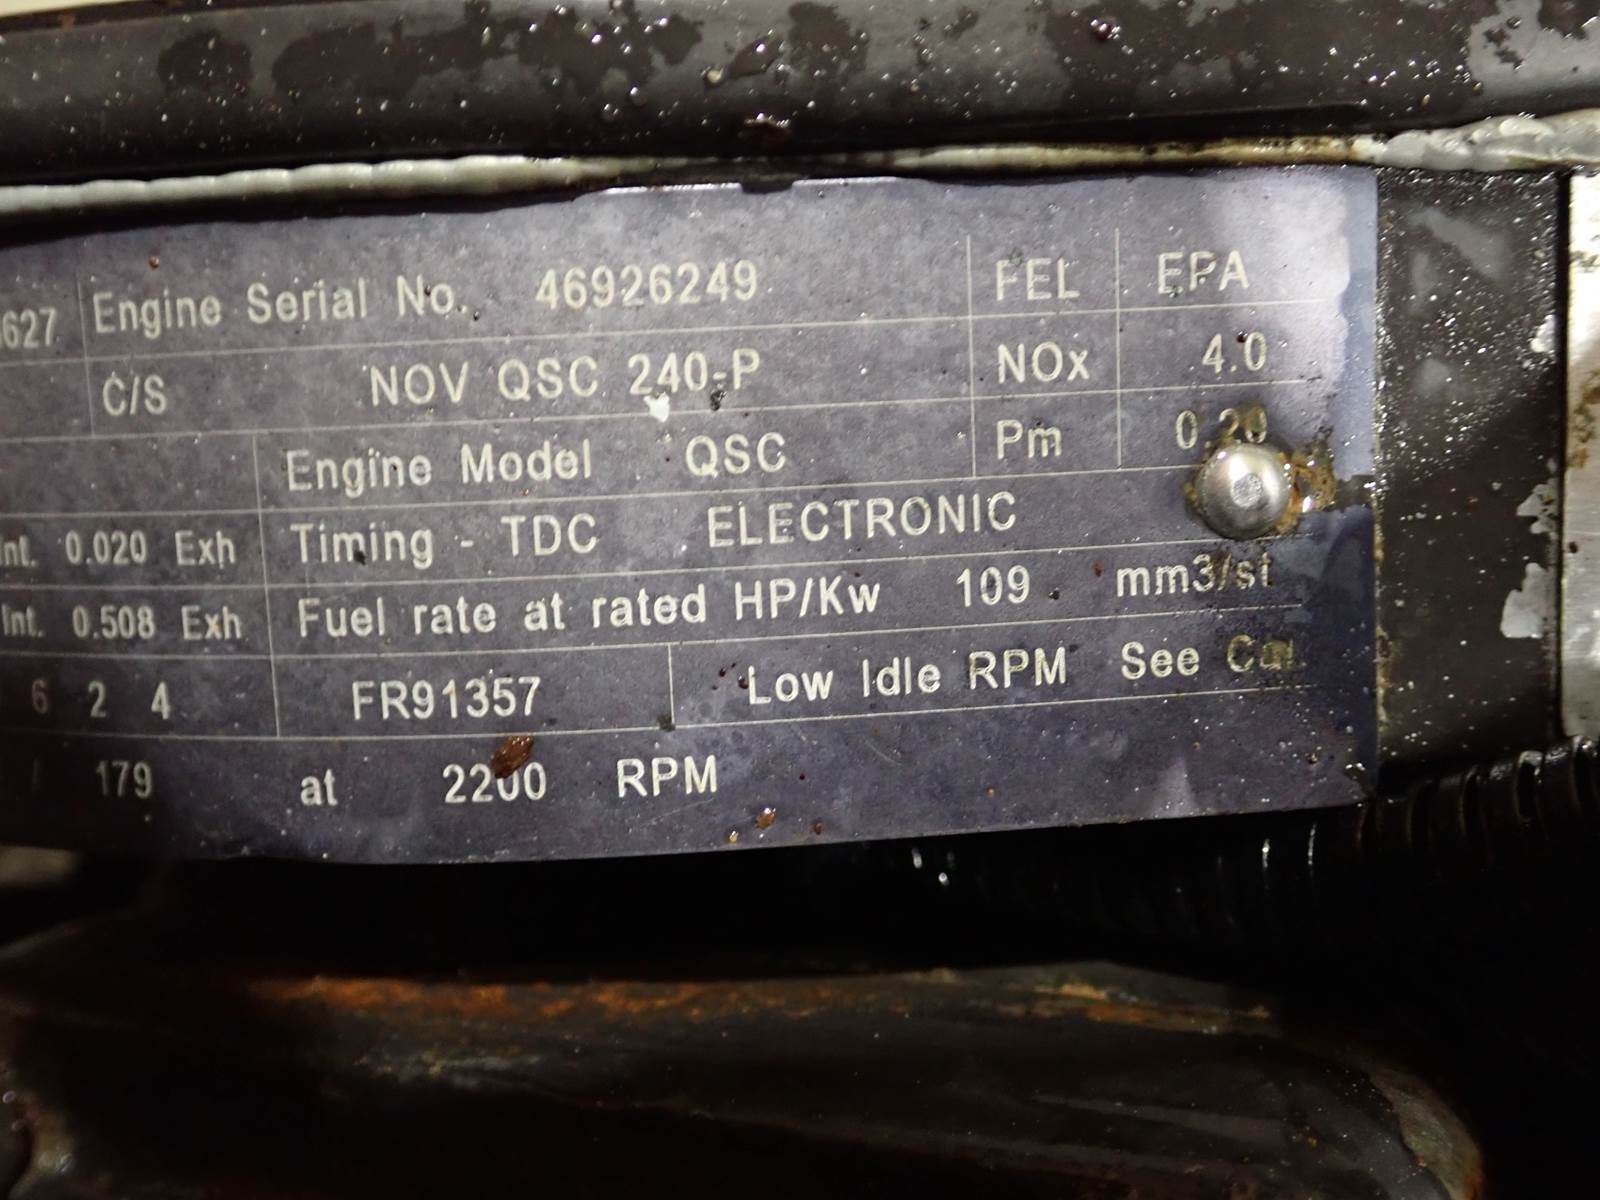 627 Engine Serial No. 46926249 FEL EPA
C/S NOV QSC 240-P NOx 4.0
Engine Model QSC Pm 0.20
Int. 0.020 Exh Timing - TDC ELECTRONIC
Int. 0.508 Exh Fuel rate at rated HP/Kw 109 mm3/st
6 2 4 FR91357 Low Idle RPM See
/ 179 at 2200 RPM